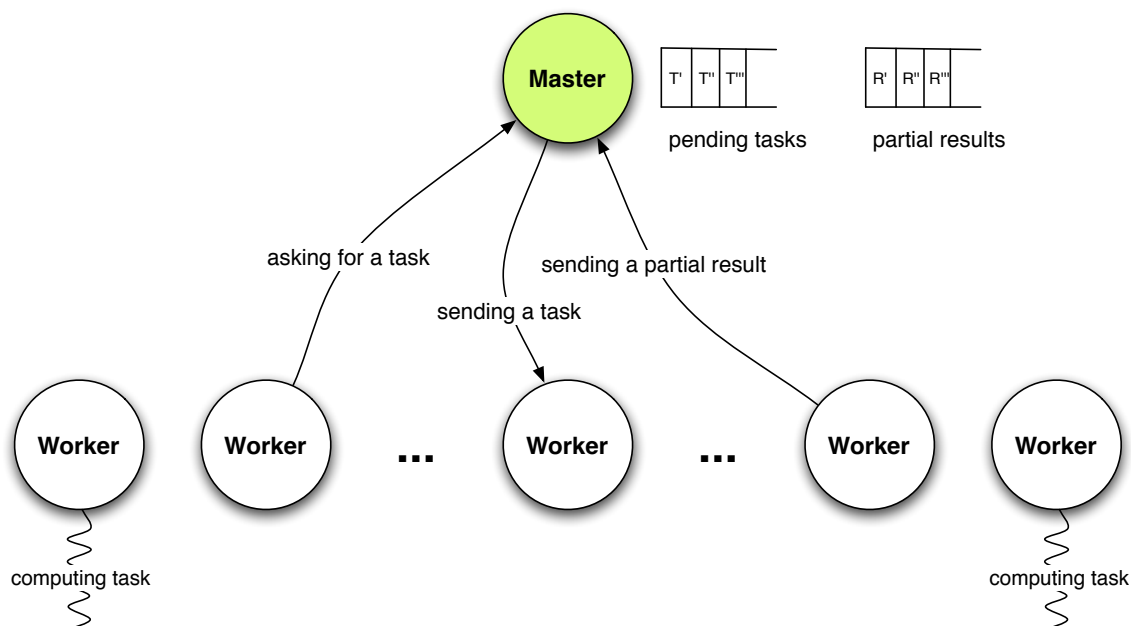 Master
T' T'' T'''
R' R'' R'''
pending tasks
partial results
asking for a task
sending a partial result
sending a task
Worker
Worker
...
Worker
...
Worker
Worker
computing task
computing task